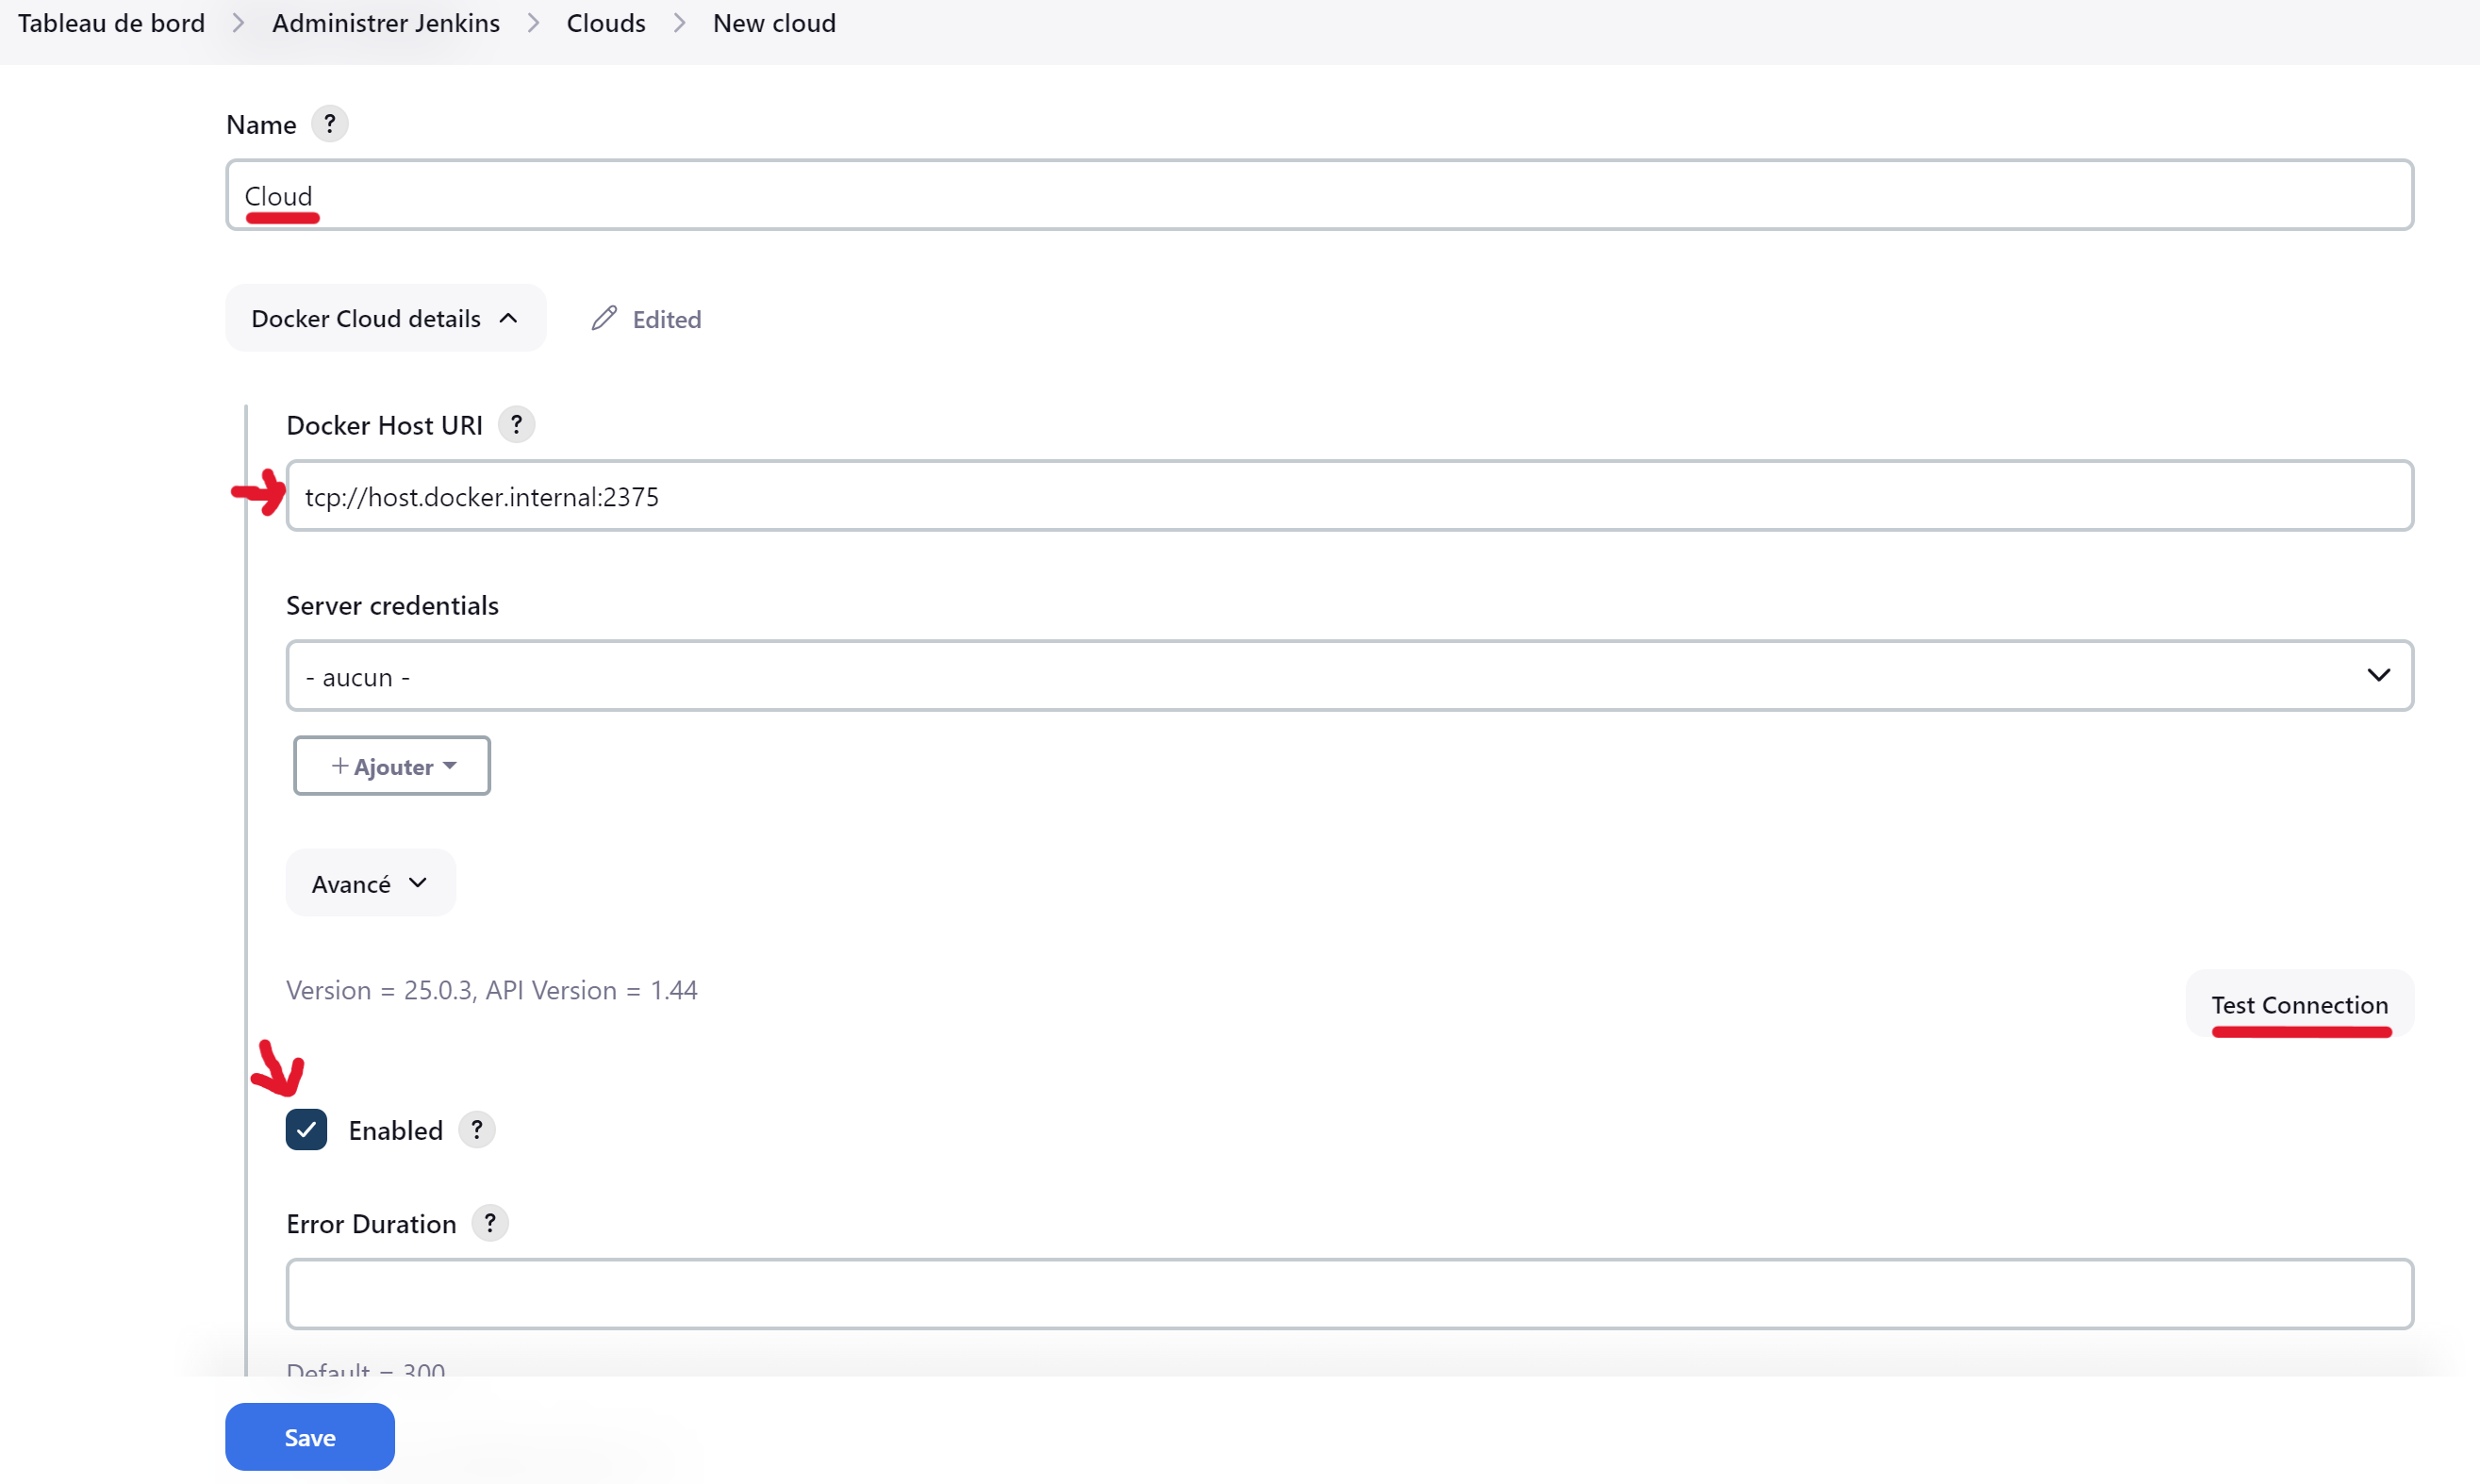 Tableau de bord > Administrer Jenkins > Clouds > New cloud
Name ?
Cloud
Docker Cloud details
Edited
Docker Host URI ?
tcp://host.docker.internal:2375
Server credentials
- aucun -
+ Ajouter
Avancé
Version = 25.0.3, API Version = 1.44
Test Connection
Enabled ?
Error Duration ?
Default = 300
Save